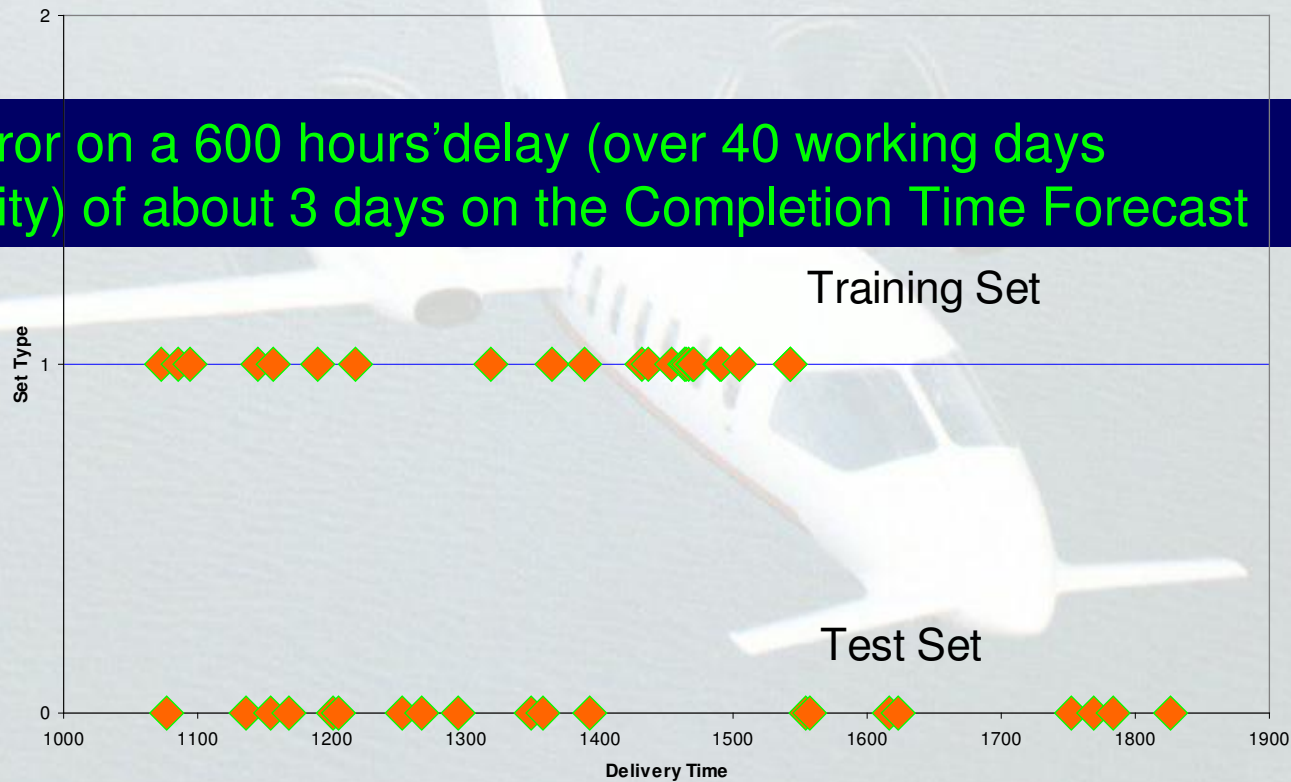 2
ror on a 600 hours'delay (over 40 working days
ity) of about 3 days on the Completion Time Forecast
Training Set
Set Type
1
Test Set
0
1000 1100 1200 1300 1400 1500 1600 1700 1800 1900
Delivery Time